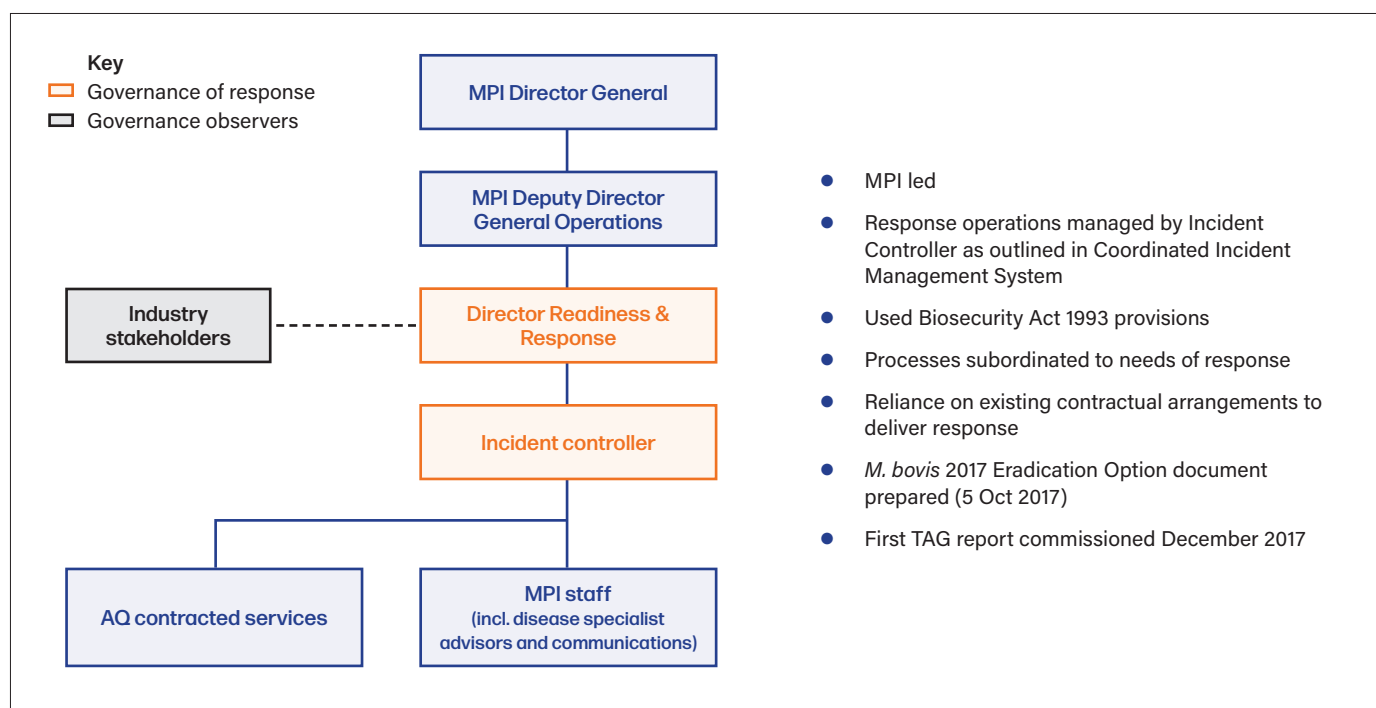 Key
Governance of response
Governance observers
MPI Director General
MPI Deputy Director
General Operations
Industry
stakeholders
Director Readiness &
Response
Incident controller
AQ contracted services
MPI staff
(incl. disease specialist
advisors and communications)
● MPI led
● Response operations managed by Incident
Controller as outlined in Coordinated Incident
Management System
● Used Biosecurity Act 1993 provisions
● Processes subordinated to needs of response
● Reliance on existing contractual arrangements to
deliver response
● M. bovis 2017 Eradication Option document
prepared (5 Oct 2017)
● First TAG report commissioned December 2017